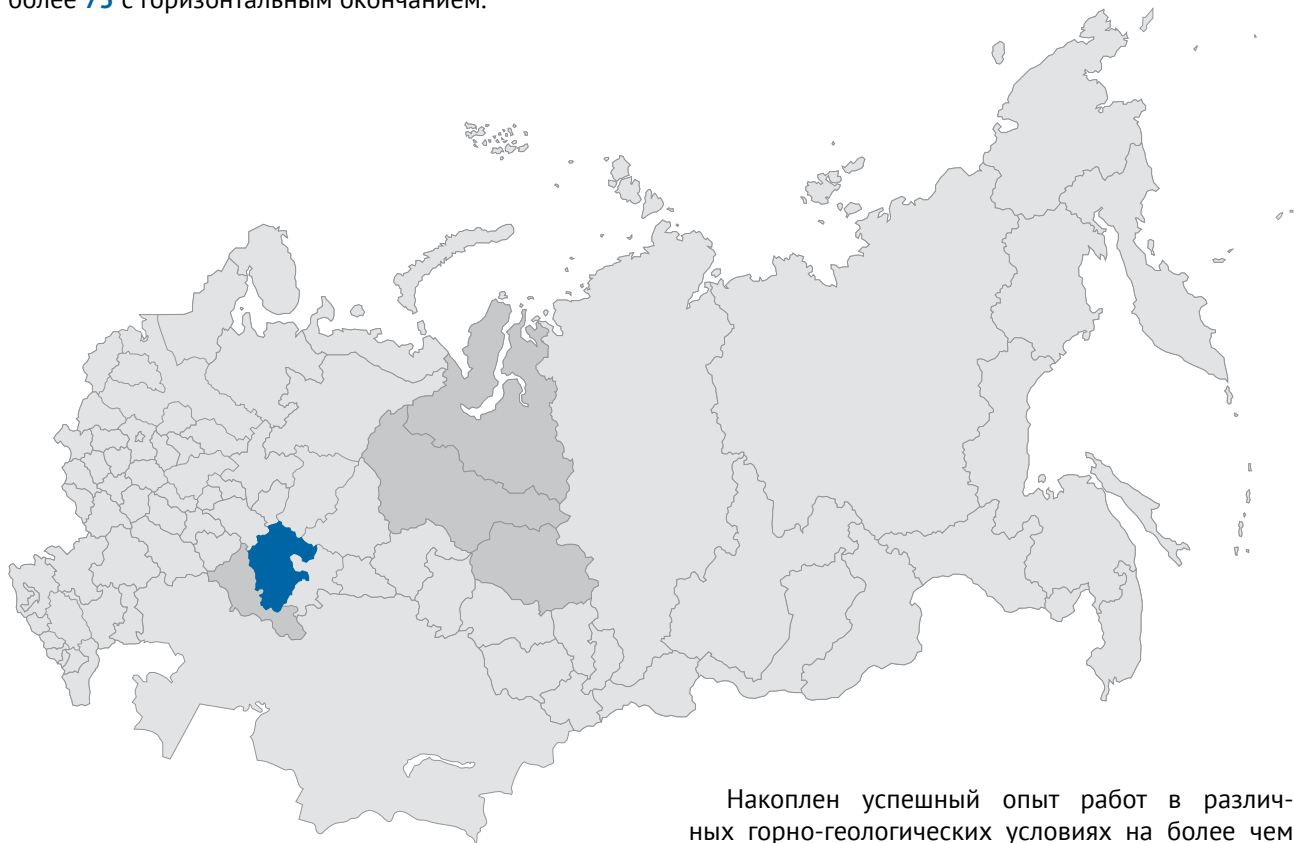 более 75 с горизонтальным окончанием.
Накоплен успешный опыт работ в различ-
ных горно-геологических условиях на более чем